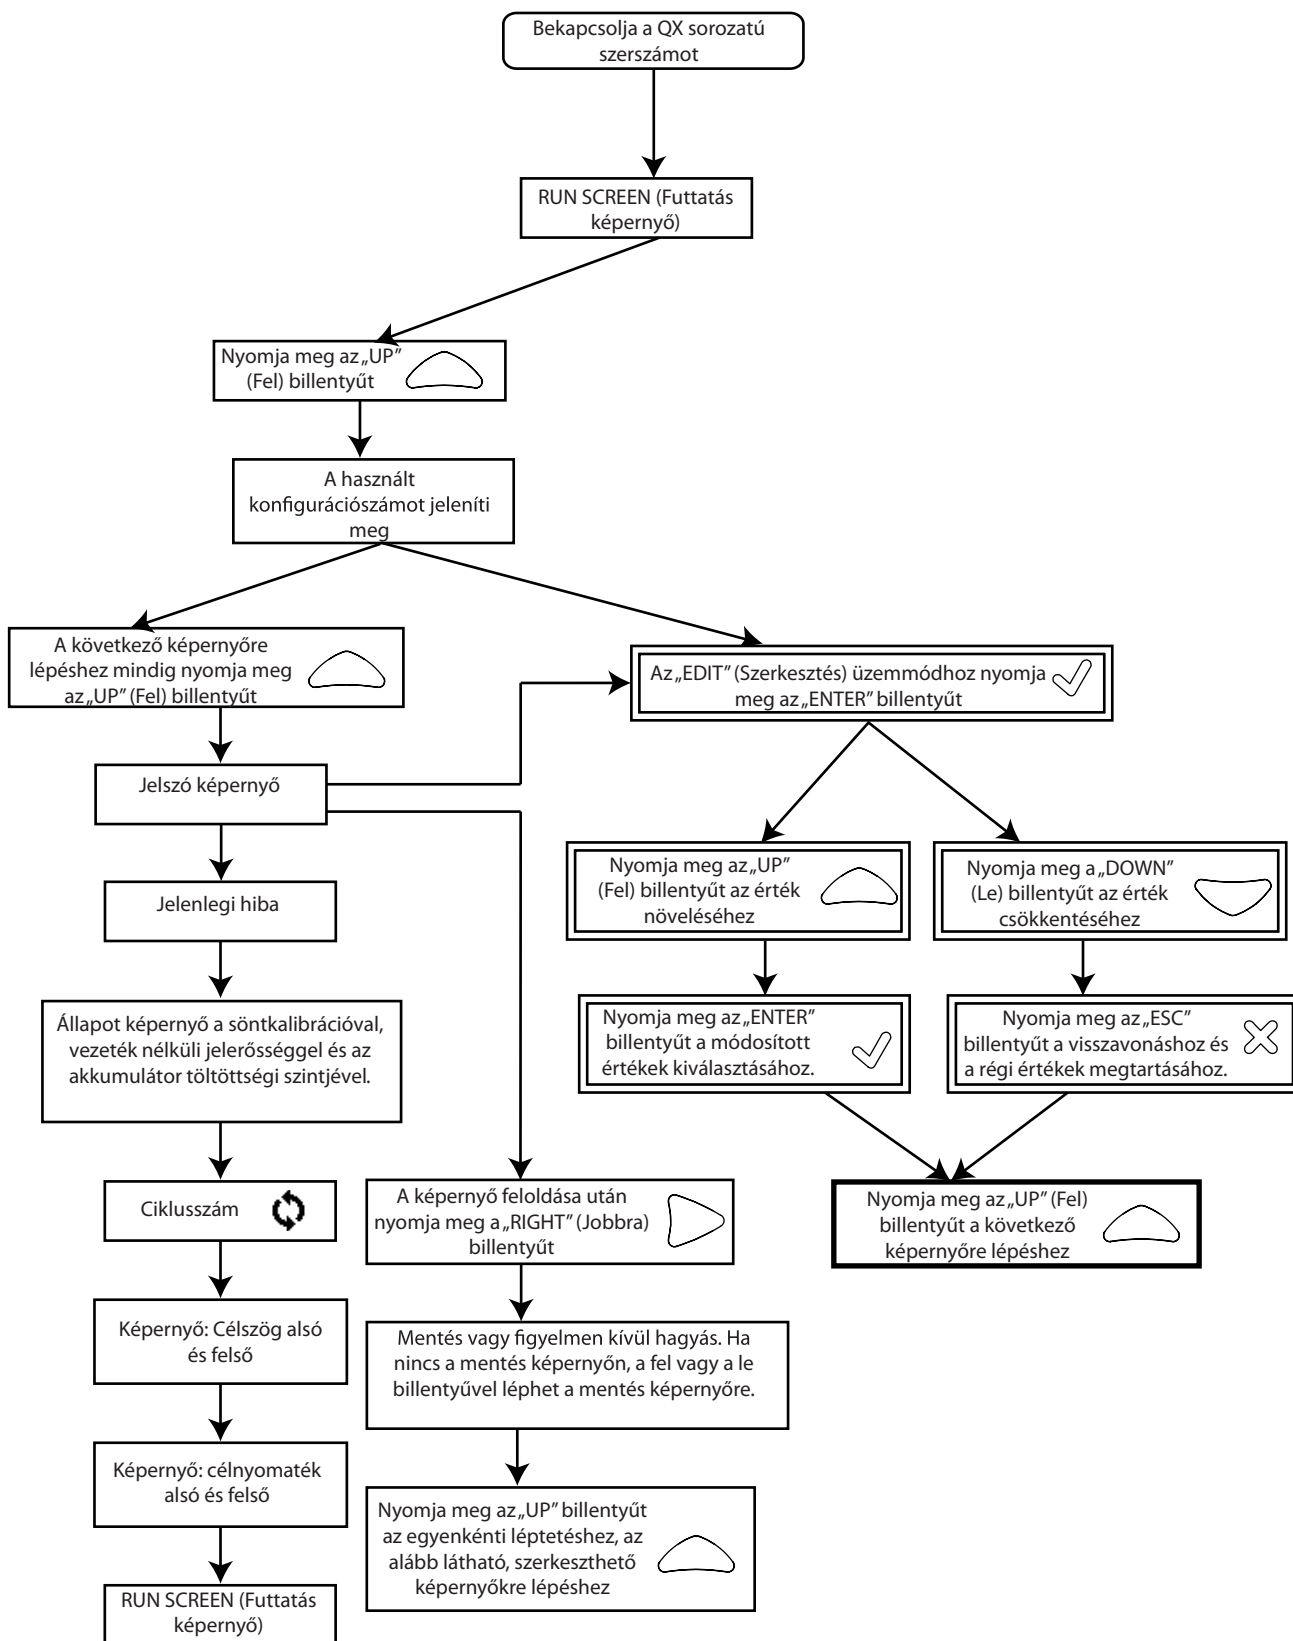 Bekapcsolja a QX sorozatú
szerszámot
RUN SCREEN (Futtatás
képernyő)
Nyomja meg az „UP”
(Fel) billentyűt
A használt
konfigurációszámot jeleníti
meg
A következő képernyőre
lépéshez mindig nyomja meg
az „UP” (Fel) billentyűt
Az „EDIT” (Szerkesztés) üzemmódhoz nyomja
meg az „ENTER” billentyűt
Jelszó képernyő
Nyomja meg az „UP”
(Fel) billentyűt az érték
növeléséhez
Nyomja meg a „DOWN”
(Le) billentyűt az érték
csökkentéséhez
Jelenlegi hiba
Állapot képernyő a söntkalibrációval,
vezeték nélküli jelerősséggel és az
akkumulátor töltöttségi szintjével.
Nyomja meg az „ENTER”
billentyűt a módosított
értékek kiválasztásához.
Nyomja meg az „ESC”
billentyűt a visszavonáshoz és
a régi értékek megtartásához.
Ciklusszám
A képernyő feloldása után
nyomja meg a „RIGHT” (Jobbra)
billentyűt
Nyomja meg az „UP” (Fel)
billentyűt a következő
képernyőre lépéshez
Képernyő: Célszög alsó
és felső
Mentés vagy figyelmen kívül hagyás. Ha
nincs a mentés képernyőn, a fel vagy a le
billentyűvel léphet a mentés képernyőre.
Képernyő: célnyomaték
alsó és felső
Nyomja meg az „UP” billentyűt
az egyenkénti léptetéshez, az
alább látható, szerkeszthető
képernyőkre lépéshez
RUN SCREEN (Futtatás
képernyő)